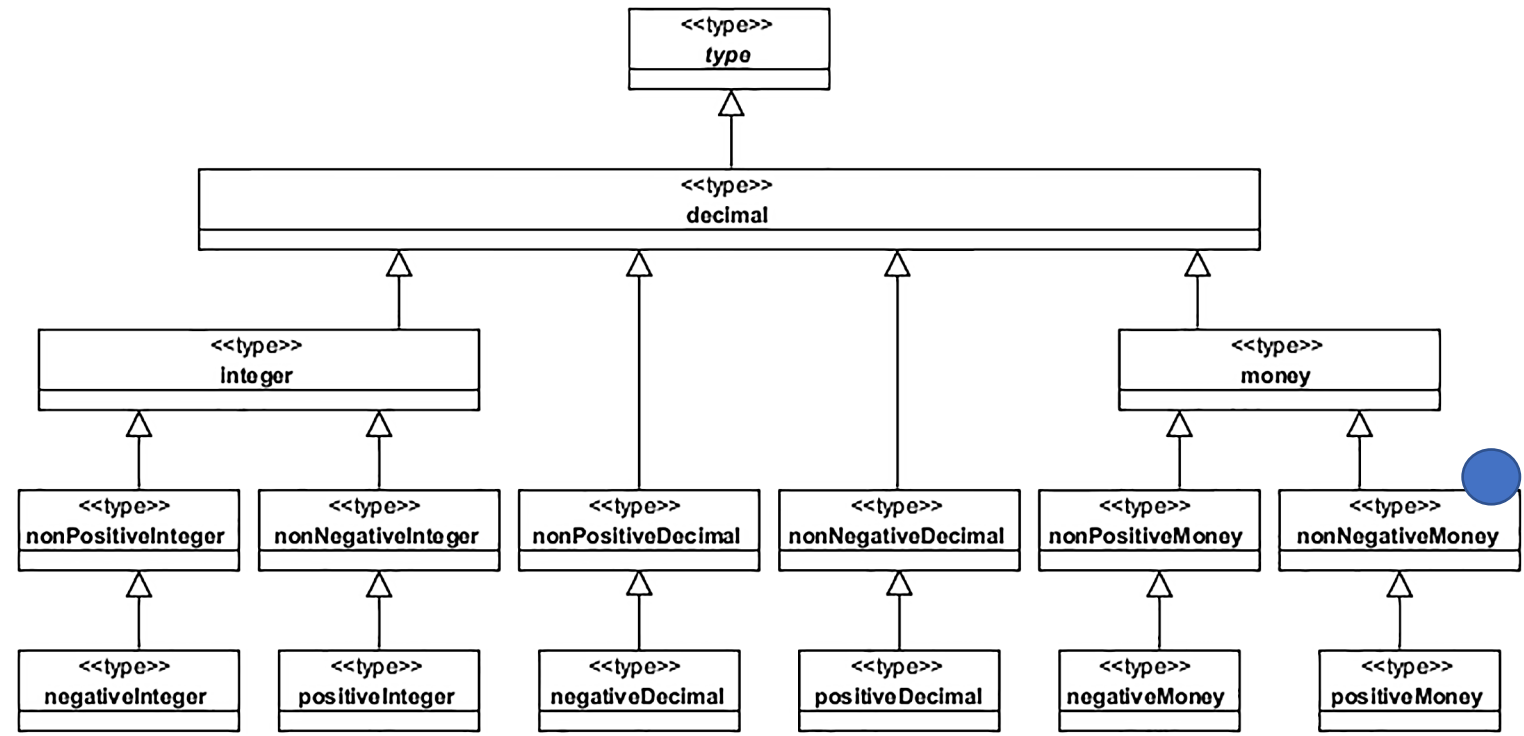 <<type>>
type
<<type>>
decimal
<<type>>
integer
<<type>>
money
<<type>>
nonPositiveInteger
<<type>>
nonNegativeInteger
<<type>>
nonPositiveDecimal
<<type>>
nonNegativeDecimal
<<type>>
nonPositiveMoney
<<type>>
nonNegativeMoney
<<type>>
negativeInteger
<<type>>
positiveInteger
<<type>>
negativeDecimal
<<type>>
positiveDecimal
<<type>>
negativeMoney
<<type>>
positiveMoney